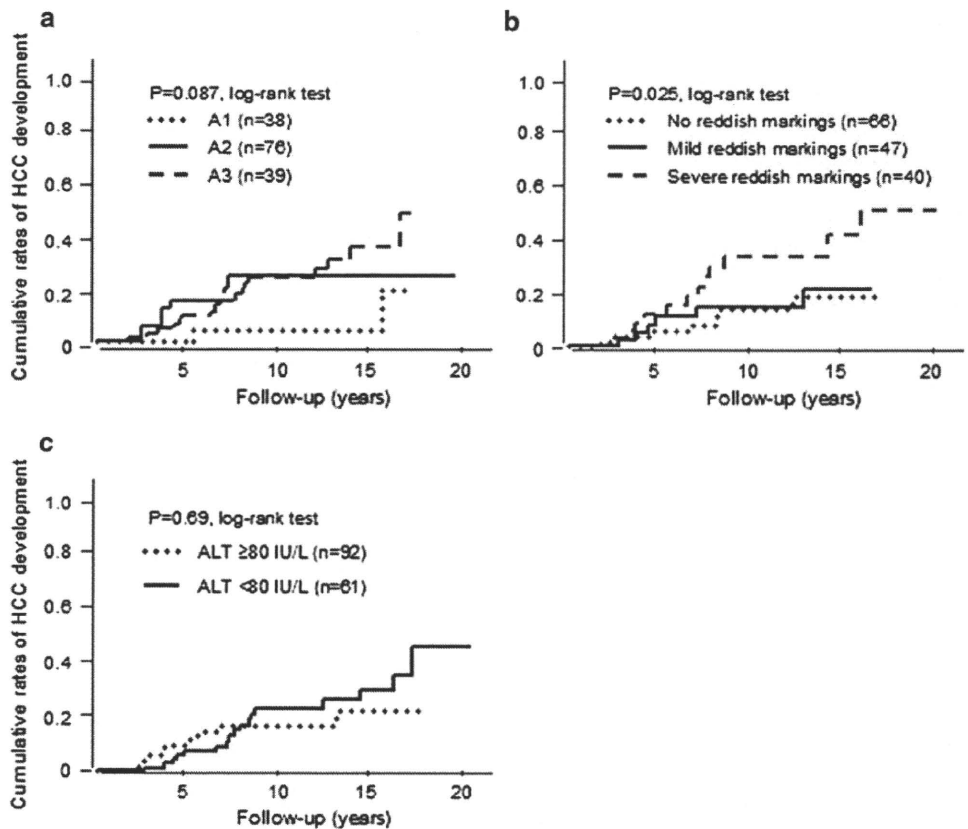 a
Cumulative rates of HCC development
1.0
0.8
0.6
0.4
0.2
0
P=0.087, log-rank test
A1 (n=38)
A2 (n=76)
A3 (n=39)
5 10 15 20
Follow-up (years)
b
Cumulative rates of HCC development
1.0
0.8
0.6
0.4
0.2
0
P=0.025, log-rank test
No reddish markings (n=66)
Mild reddish markings (n=47)
Severe reddish markings (n=40)
5 10 15 20
Follow-up (years)
c
Cumulative rates of HCC development
1.0
0.8
0.6
0.4
0.2
0
P=0.69, log-rank test
ALT ≥80 IU/L (n=92)
ALT <80 IU/L (n=61)
5 10 15 20
Follow-up (years)